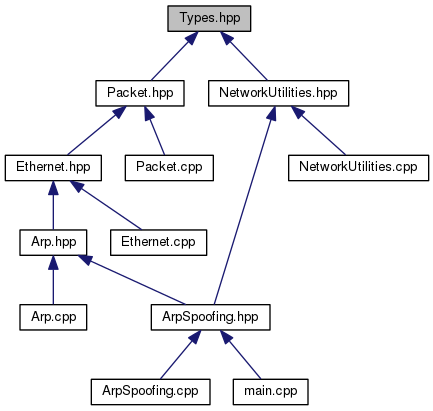 Types.hpp
Packet.hpp
NetworkUtilities.hpp
Ethernet.hpp
Packet.cpp
NetworkUtilities.cpp
Arp.hpp
Ethernet.cpp
Arp.cpp
ArpSpoofing.hpp
ArpSpoofing.cpp
main.cpp